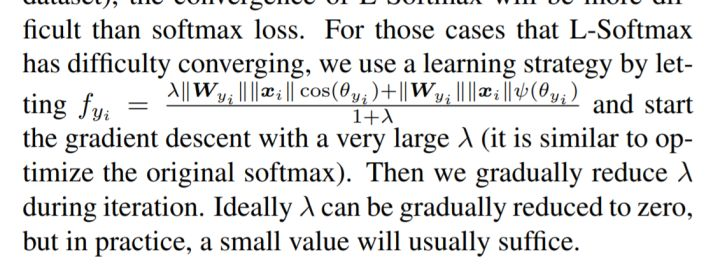 ficult than softmax loss. For those cases that L-Softmax
has difficulty converging, we use a learning strategy by let-
ting f_{y_i} = \frac{λ‖W_{y_i}‖‖x_i‖cos(θ_{y_i})+‖W_{y_i}‖‖x_i‖ψ(θ_{y_i})}{1+λ} and start
the gradient descent with a very large λ (it is similar to op-
timize the original softmax). Then we gradually reduce λ
during iteration. Ideally λ can be gradually reduced to zero,
but in practice, a small value will usually suffice.